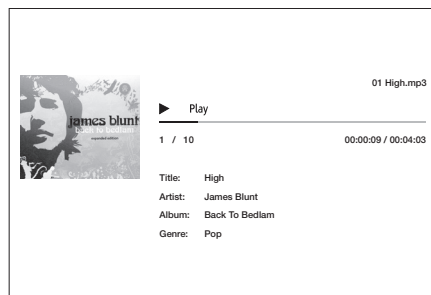 01 High.mp3
james blunt
back to bedlam
expanded edition
Play
1 / 10
00:00:09 / 00:04:03
Title: High
Artist: James Blunt
Album: Back To Bedlam
Genre: Pop